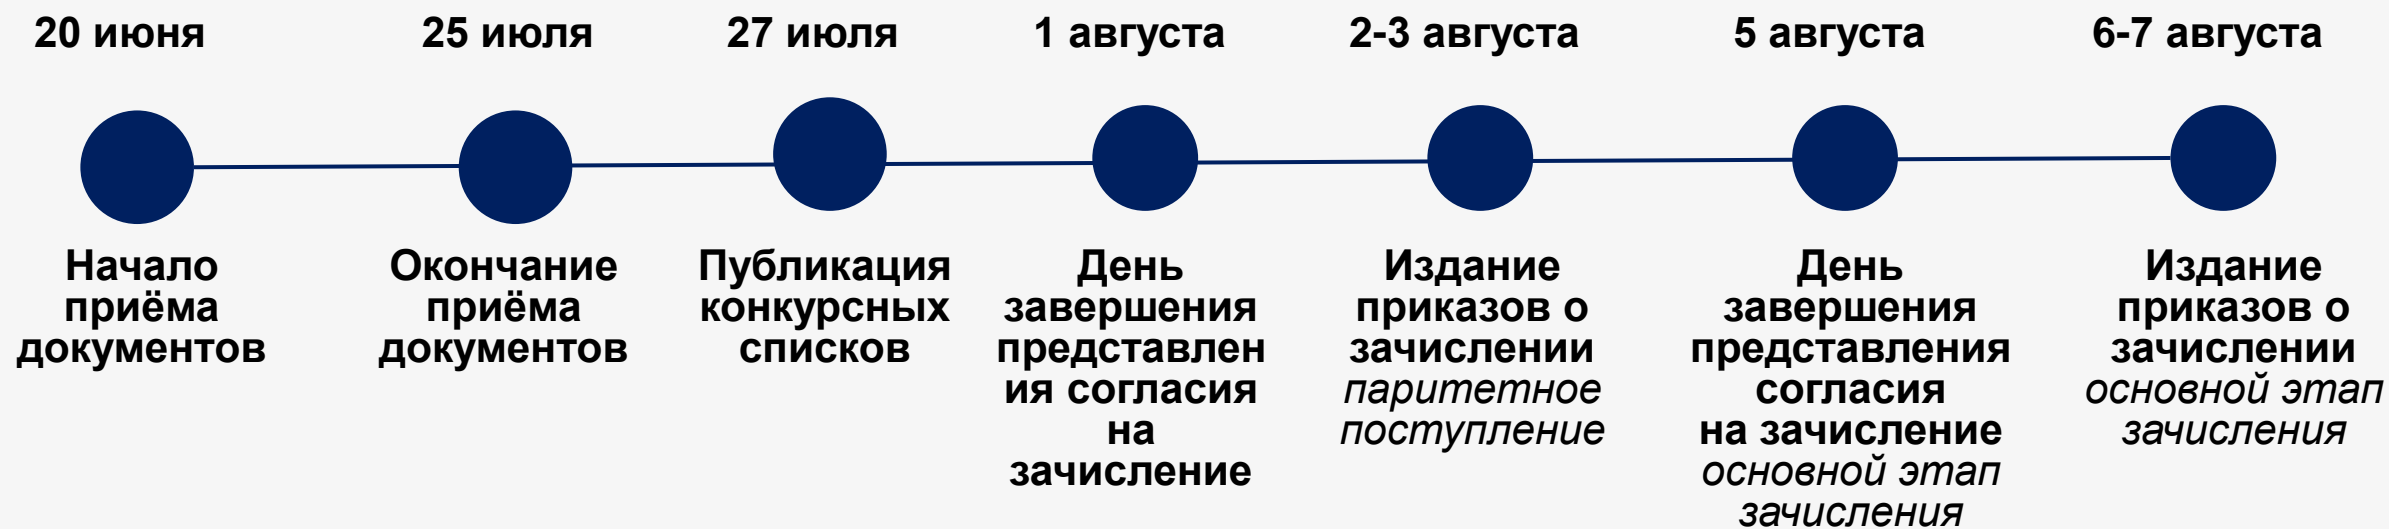 20 июня
25 июля
27 июля
1 августа
2-3 августа
5 августа
6-7 августа
Начало
приёма
документов
Окончание
приёма
документов
Публикация
конкурсных
списков
День
завершения
представлен
ия согласия
на
зачисление
Издание
приказов о
зачислении
паритетное
поступление
День
завершения
представления
согласия
на зачисление
основной этап
зачисления
Издание
приказов о
зачислении
основной этап
зачисления